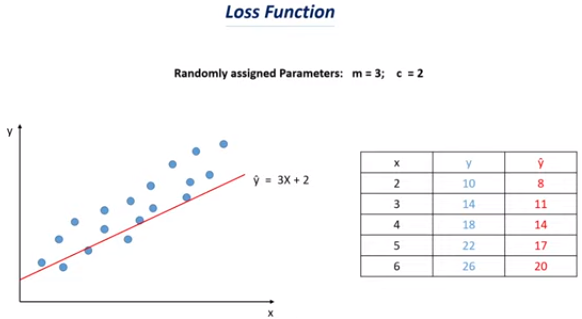 Loss Function
Randomly assigned Parameters: m = 3; c = 2
y
ŷ = 3X + 2
x
x y ŷ
2 10 8
3 14 11
4 18 14
5 22 17
6 26 20